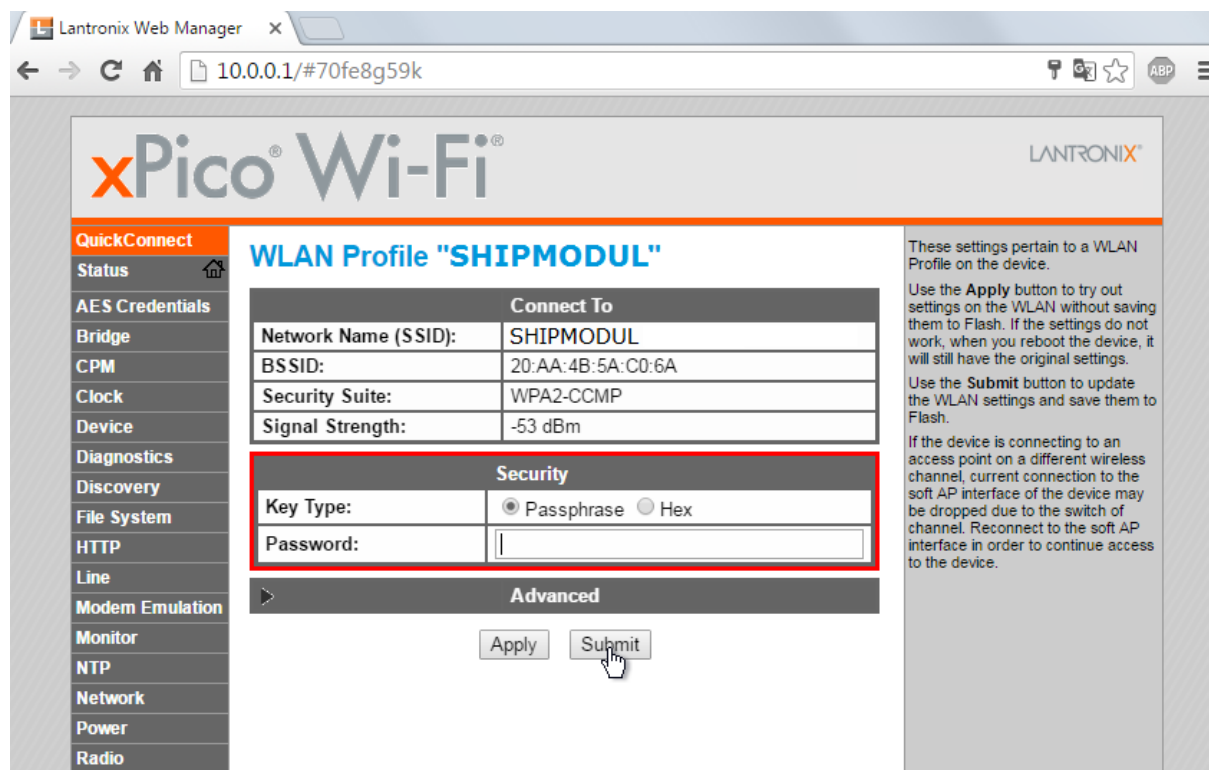 Lantronix Web Manager
10.0.0.1/#70fe8g59k
ABP
xPico® Wi-Fi®
LANTRONIX®
QuickConnect
Status
AES Credentials
Bridge
CPM
Clock
Device
Diagnostics
Discovery
File System
HTTP
Line
Modem Emulation
Monitor
NTP
Network
Power
Radio
WLAN Profile "SHIPMODUL"
Connect To
Network Name (SSID): SHIPMODUL
BSSID: 20:AA:4B:5A:C0:6A
Security Suite: WPA2-CCMP
Signal Strength: -53 dBm
Security
Key Type: Passphrase Hex
Password:
Advanced
Apply Submit
These settings pertain to a WLAN
Profile on the device.
Use the Apply button to try out
settings on the WLAN without saving
them to Flash. If the settings do not
work, when you reboot the device, it
will still have the original settings.
Use the Submit button to update
the WLAN settings and save them to
Flash.
If the device is connecting to an
access point on a different wireless
channel, current connection to the
soft AP interface of the device may
be dropped due to the switch of
channel. Reconnect to the soft AP
interface in order to continue access
to the device.